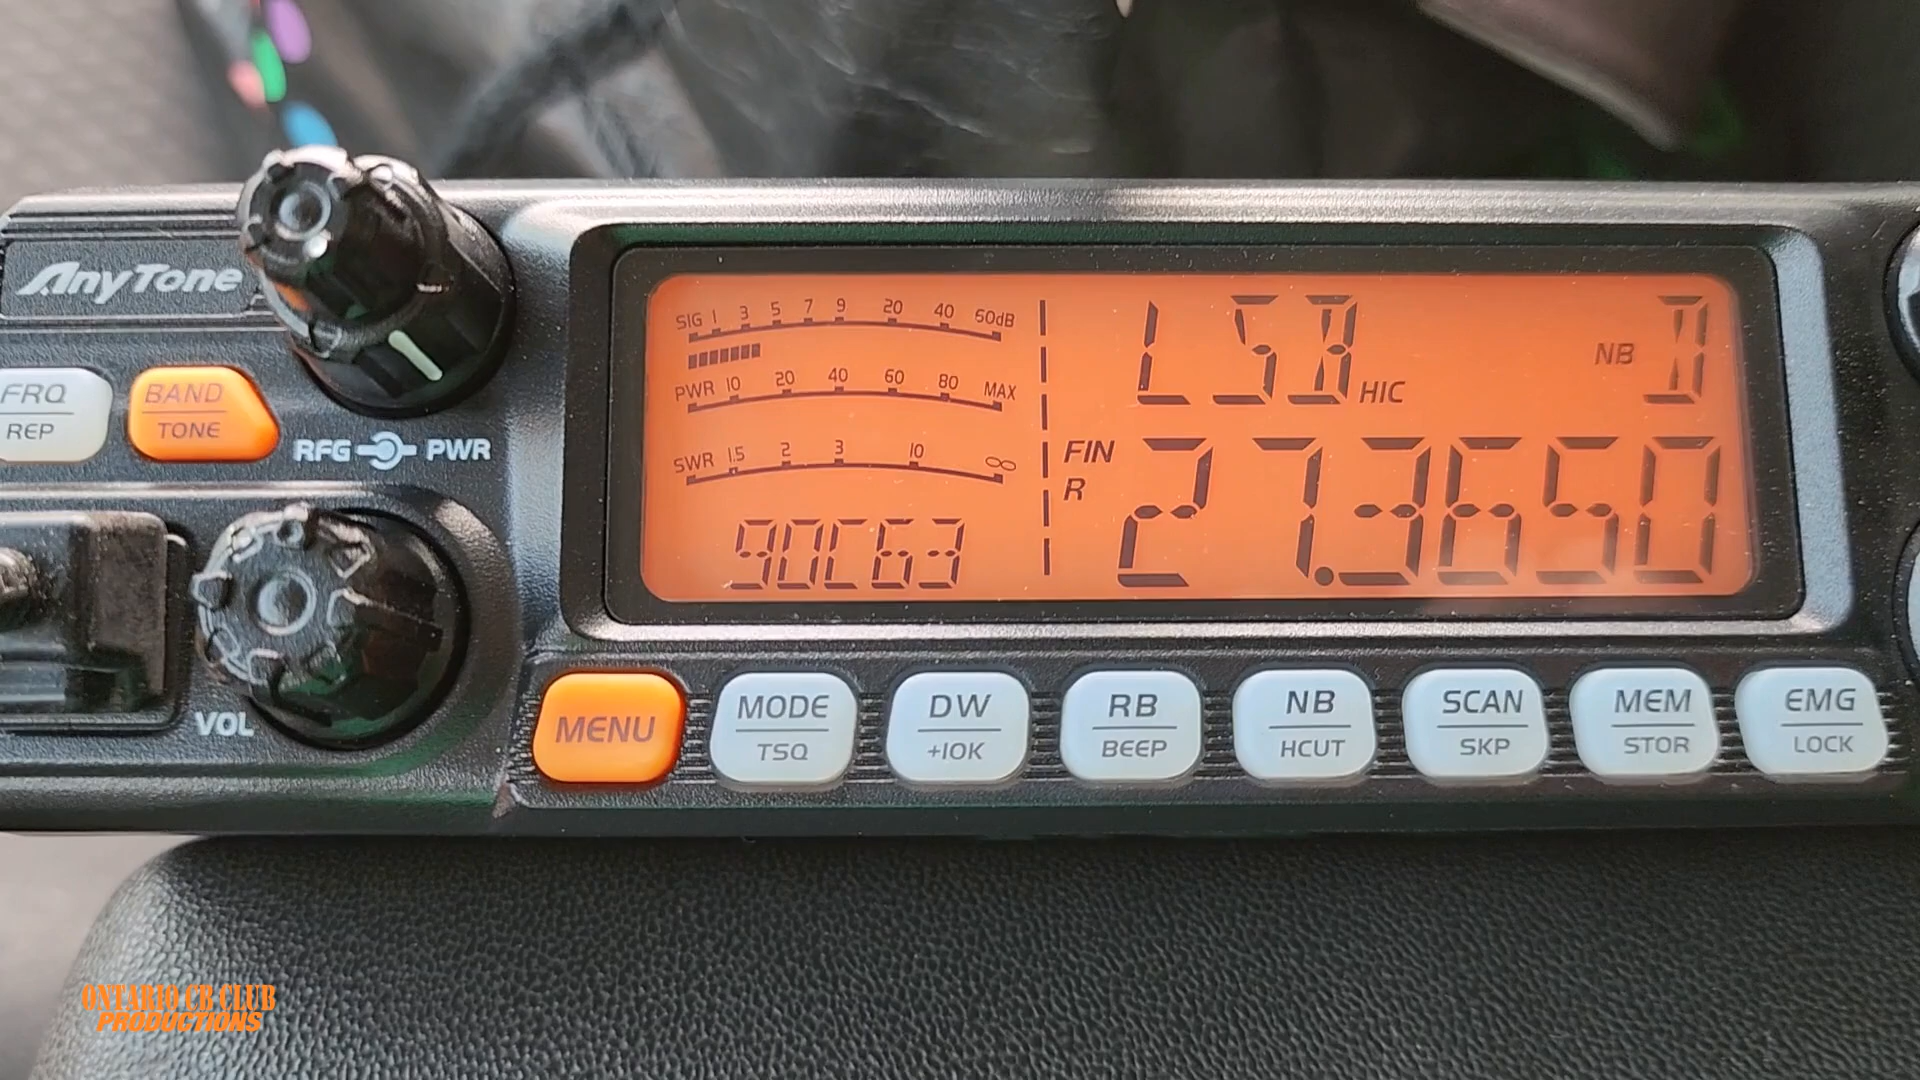 AnyTone
FRQ
REP
BAND
TONE
RFG PWR
VOL
SIG 1 3 5 7 9 20 40 60dB
PWR 10 20 40 60 80 MAX
SWR 1.5 2 3 10 ∞
90C63
LSB HIC NB D
FIN
R
27.3650
MENU
MODE
TSQ
DW
+10K
RB
BEEP
NB
HCUT
SCAN
SKP
MEM
STOR
EMG
LOCK
ONTARIO CB CLUB
PRODUCTIONS